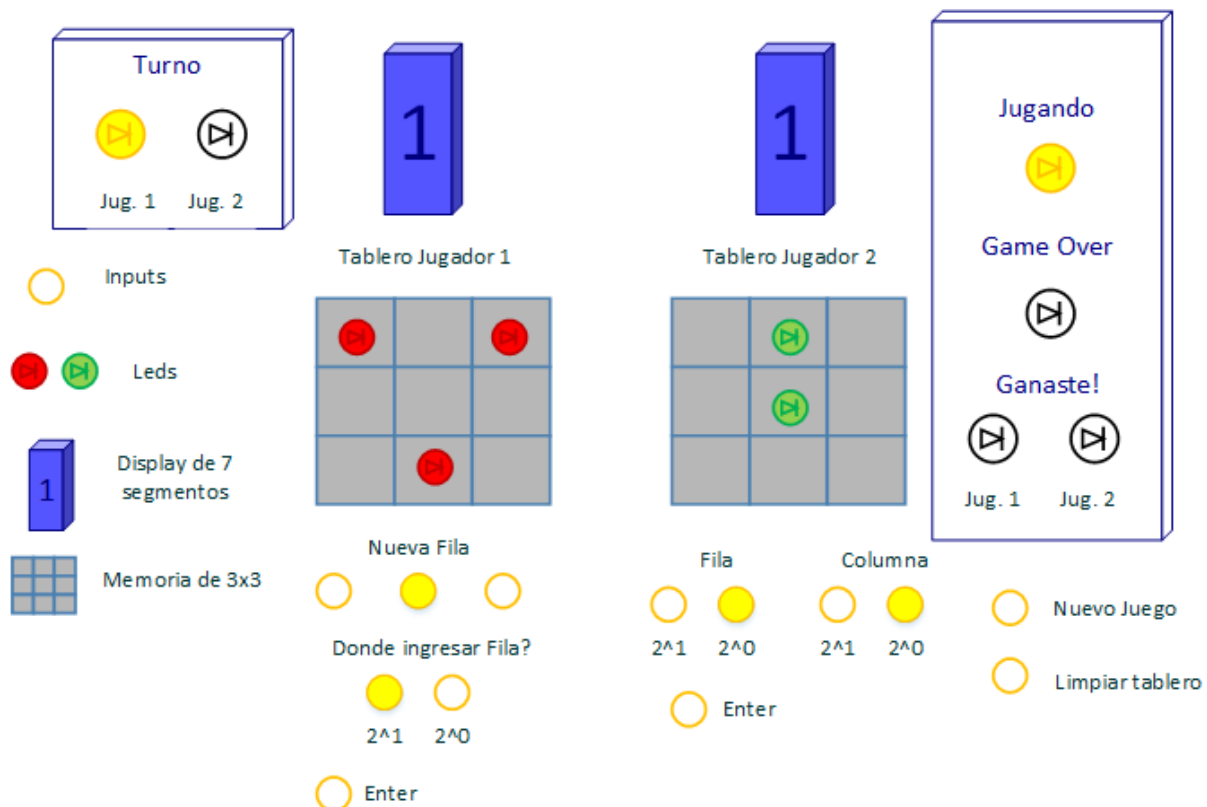 Turno
Jug. 1 Jug. 2
1
1
Jugando
Game Over
Ganaste!
Jug. 1 Jug. 2
Inputs
Leds
1
Display de 7
segmentos
Memoria de 3x3
Tablero Jugador 1
Tablero Jugador 2
Nueva Fila
Donde ingresar Fila?
2^1 2^0
Enter
Fila Columna
2^1 2^0 2^1 2^0
Enter
Nuevo Juego
Limpiar tablero